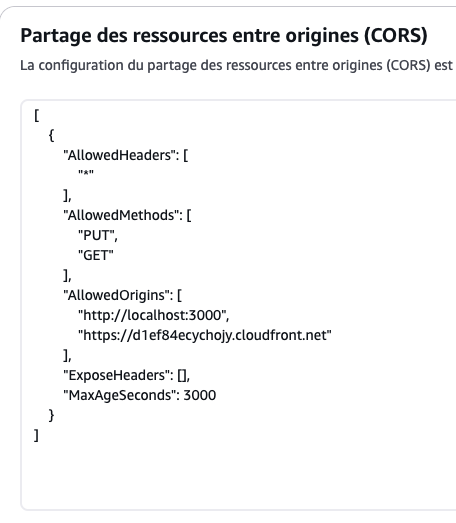 Partage des ressources entre origines (CORS)
La configuration du partage des ressources entre origines (CORS) est
[
{
"AllowedHeaders": [
"*"
],
"AllowedMethods": [
"PUT",
"GET"
],
"AllowedOrigins": [
"http://localhost:3000",
"https://d1ef84ecychojy.cloudfront.net"
],
"ExposeHeaders": [],
"MaxAgeSeconds": 3000
}
]